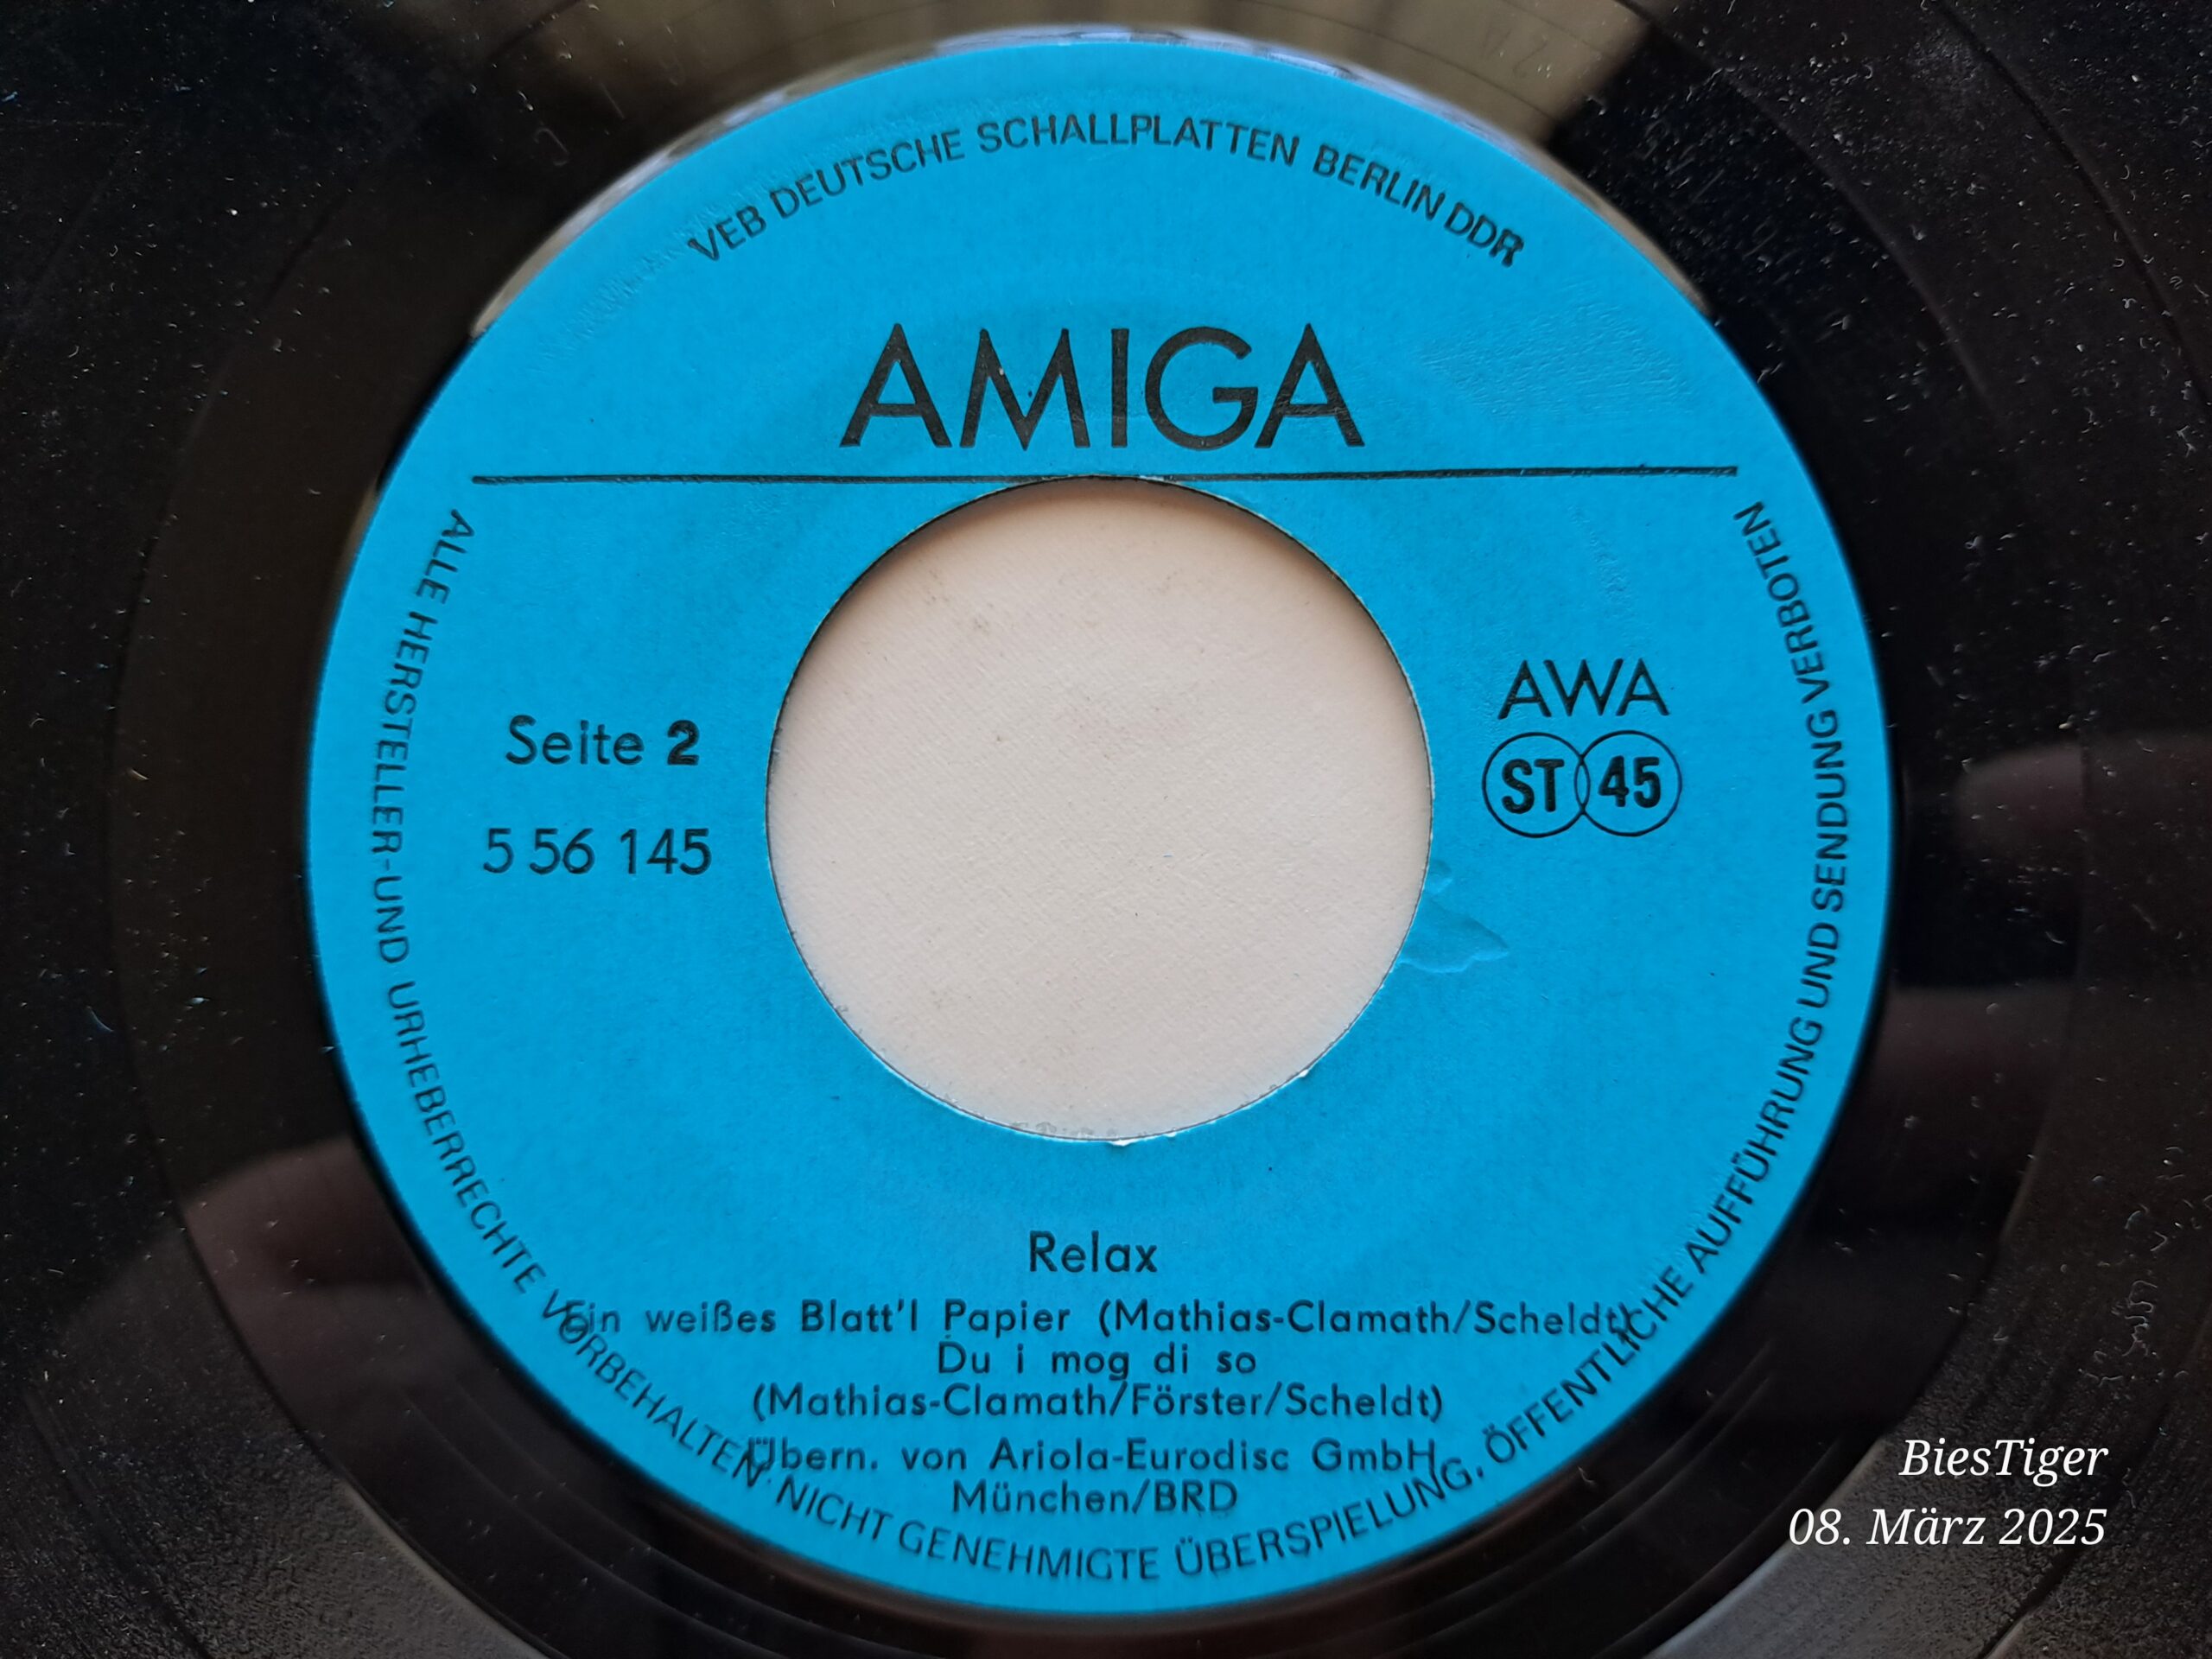 VEB DEUTSCHE SCHALLPLATTEN BERLIN DDR
AMIGA
Seite 2
5 56 145
AWA
ST 45
Relax
Ein weißes Blatt'l Papier (Mathias-Clamath/Scheldt)
Du i mog di so
(Mathias-Clamath/Förster/Scheldt)
Übern. von Ariola-Eurodisc GmbH,
München/BRD
ALLE HERSTELLER-UND URHEBERRECHTE VORBEHALTEN. NICHT GENEHMIGTE ÜBERSPIELUNG, ÖFFENTLICHE AUFFÜHRUNG UND SENDUNG VERBOTEN
BiesTiger
08. März 2025